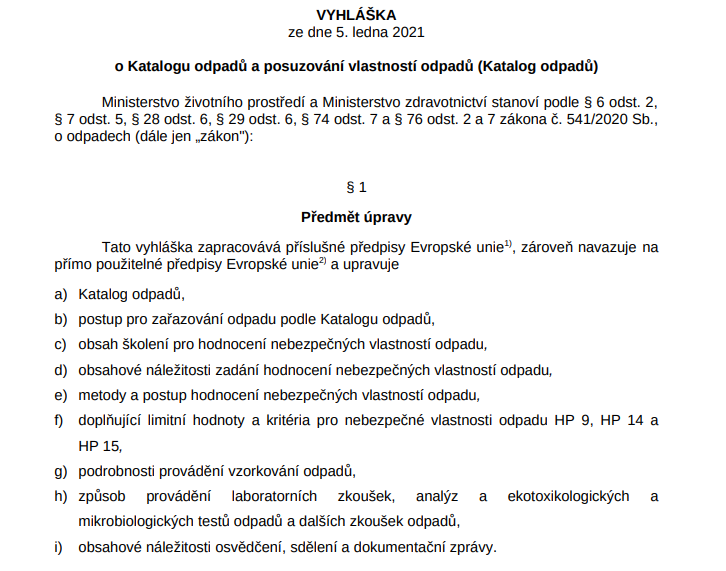 VYHLÁŠKA
ze dne 5. ledna 2021
o Katalogu odpadů a posuzování vlastností odpadů (Katalog odpadů)
Ministerstvo životního prostředí a Ministerstvo zdravotnictví stanoví podle § 6 odst. 2,
§ 7 odst. 5, § 28 odst. 6, § 29 odst. 6, § 74 odst. 7 a § 76 odst. 2 a 7 zákona č. 541/2020 Sb.,
o odpadech (dále jen „zákon"):
§ 1
Předmět úpravy
Tato vyhláška zapracovává příslušné předpisy Evropské unie1), zároveň navazuje na
přímo použitelné předpisy Evropské unie2) a upravuje
a) Katalog odpadů,
b) postup pro zařazování odpadu podle Katalogu odpadů,
c) obsah školení pro hodnocení nebezpečných vlastností odpadu,
d) obsahové náležitosti zadání hodnocení nebezpečných vlastností odpadu,
e) metody a postup hodnocení nebezpečných vlastností odpadu,
f) doplňující limitní hodnoty a kritéria pro nebezpečné vlastnosti odpadu HP 9, HP 14 a
HP 15,
g) podrobnosti provádění vzorkování odpadů,
h) způsob provádění laboratorních zkoušek, analýz a ekotoxikologických a
mikrobiologických testů odpadů a dalších zkoušek odpadů,
i) obsahové náležitosti osvědčení, sdělení a dokumentační zprávy.